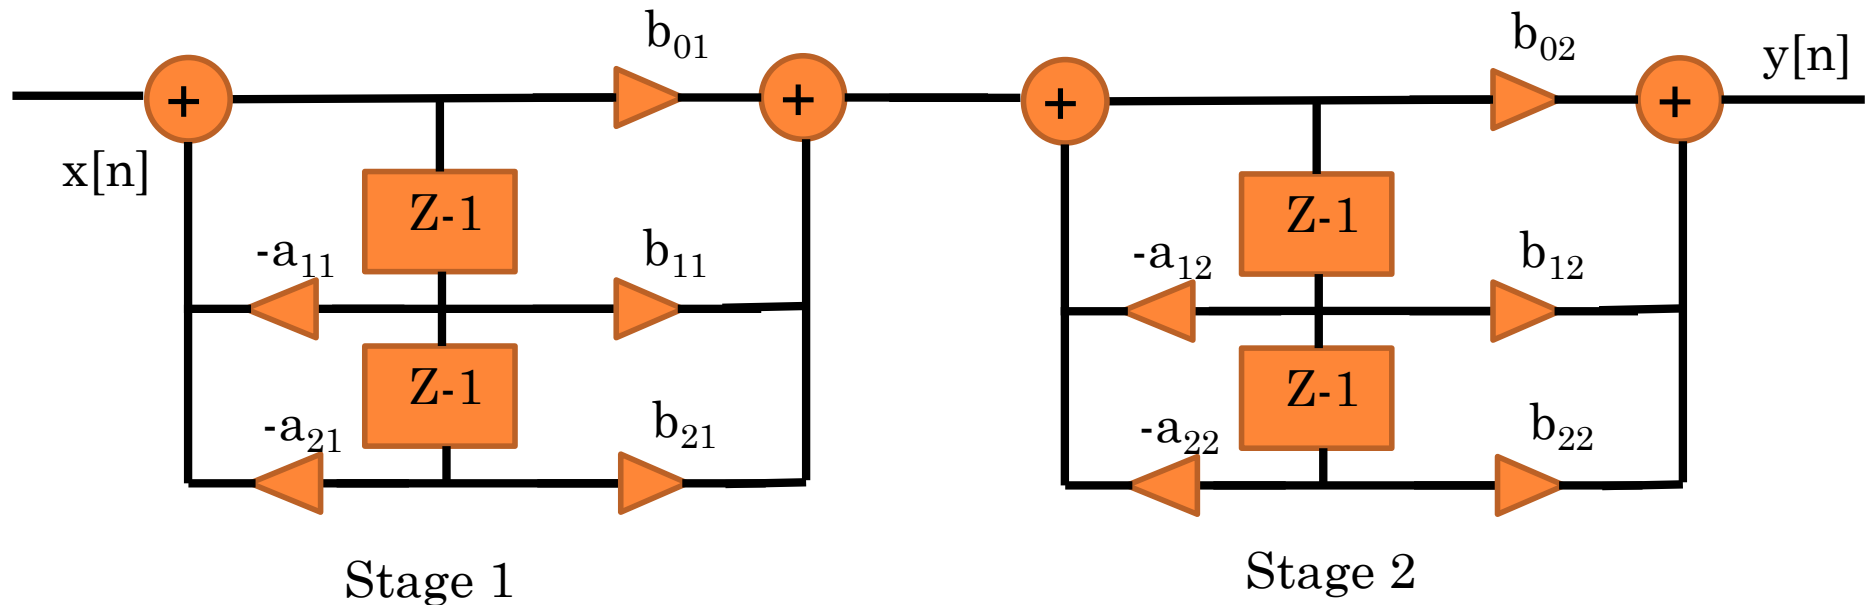 b₀₁
b₀₂
y[n]
+
+
+
+
x[n]
Z-1
Z-1
-a₁₁
b₁₁
-a₁₂
b₁₂
Z-1
Z-1
-a₂₁
b₂₁
-a₂₂
b₂₂
Stage 1
Stage 2